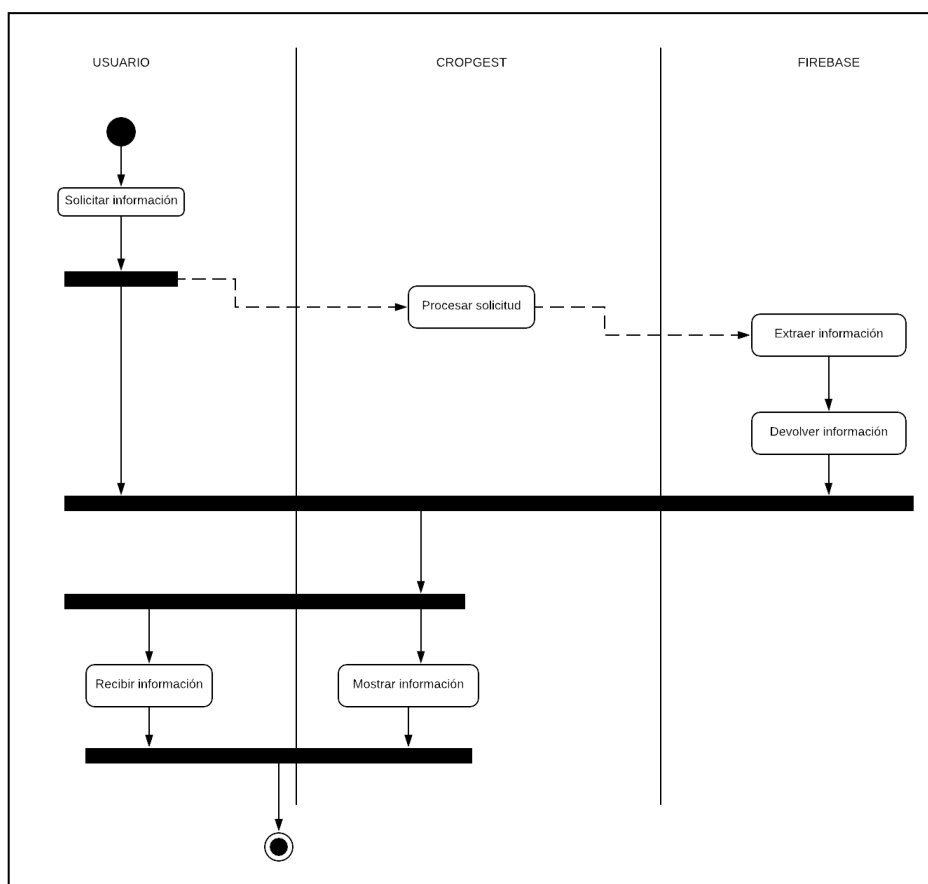 USUARIO
CROPGEST
FIREBASE
Solicitar información
Procesar solicitud
Extraer información
Devolver información
Recibir información
Mostrar información